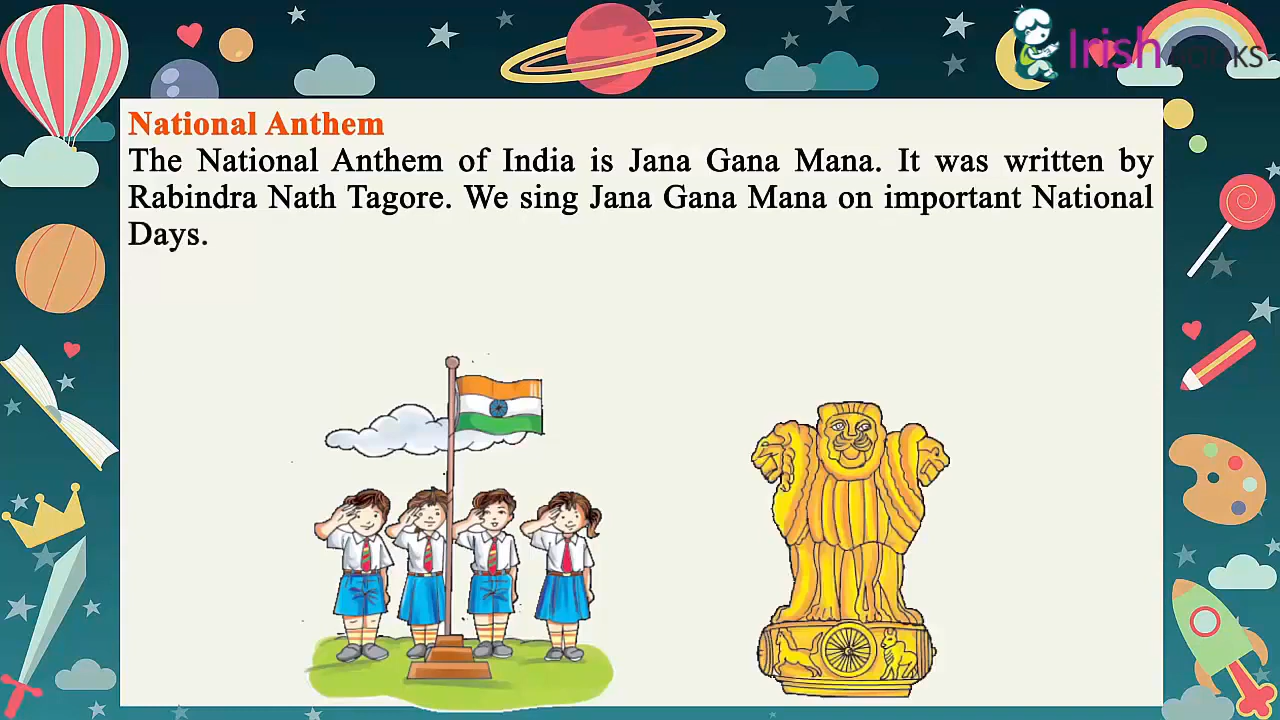 Irish BOOKS
National Anthem
The National Anthem of India is Jana Gana Mana. It was written by
Rabindra Nath Tagore. We sing Jana Gana Mana on important National
Days.